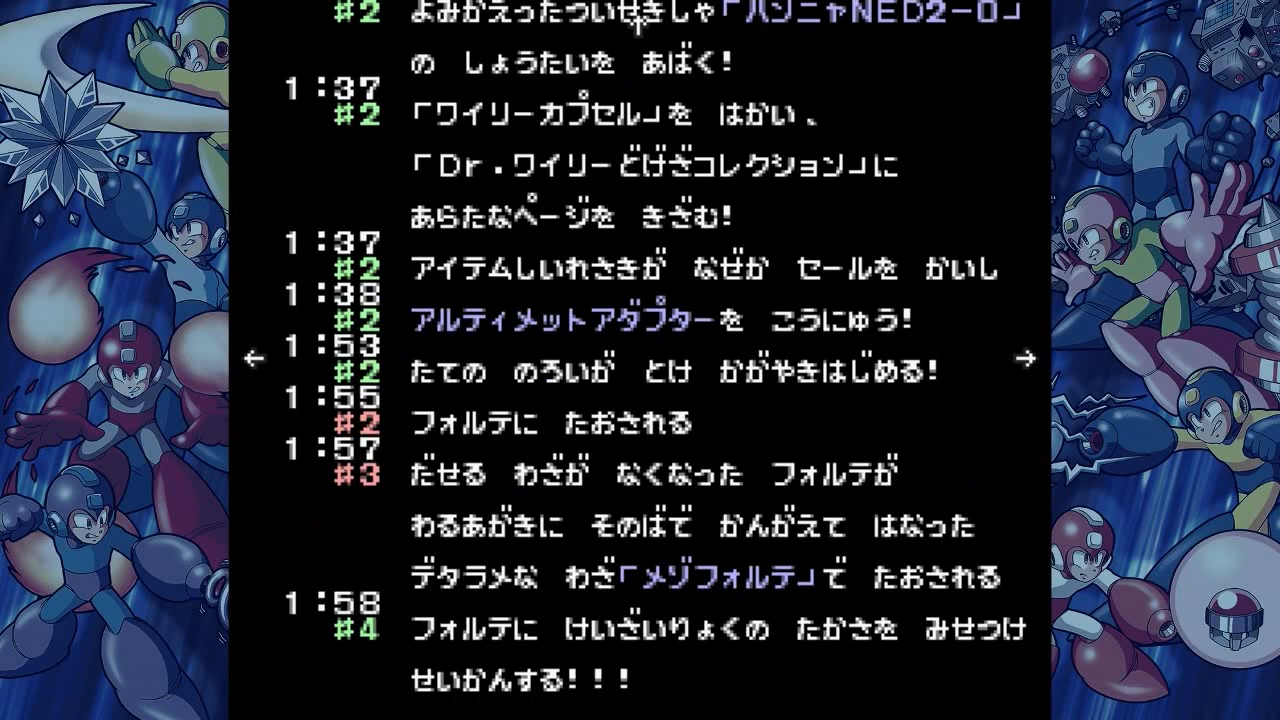 #2 よみがえったついせきしゃ「ハンニャNED2-0」
の しょうたいを あばく!
1:37
#2 「ワイリーカプセル」を はかい、
「Dr.ワイリーどげざコレクション」に
あらたなページを きざむ!
1:37
#2 アイテムしいれさきが なぜか セールを かいし
1:38
#2 アルティメットアダプターを こうにゅう!
1:53
#2 たての のろいが とけ かがやきはじめる!
1:55
#2 フォルテに たおされる
1:57
#3 だせる わざが なくなった フォルテが
わるあがきに そのばで かんがえて はなった
デタラメな わざ「メゾフォルテ」で たおされる
1:58
#4 フォルテに けいざいりょくの たかさを みせつけ
せいかんする!!!